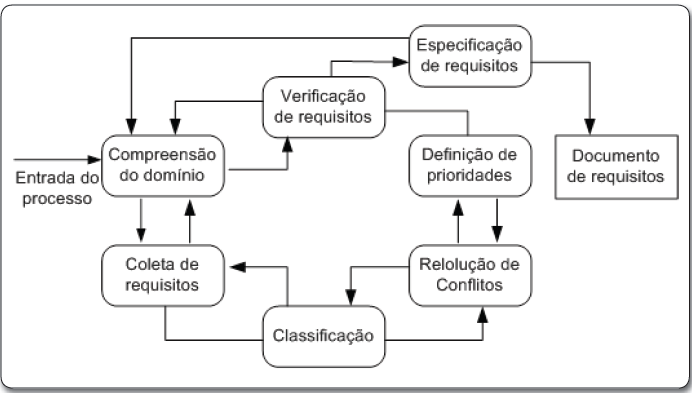 Especificação
de requisitos
Verificação
de requisitos
Compreensão
do domínio
Definição de
prioridades
Documento
de requisitos
Entrada do
processo
Coleta de
requisitos
Relolução de
Conflitos
Classificação